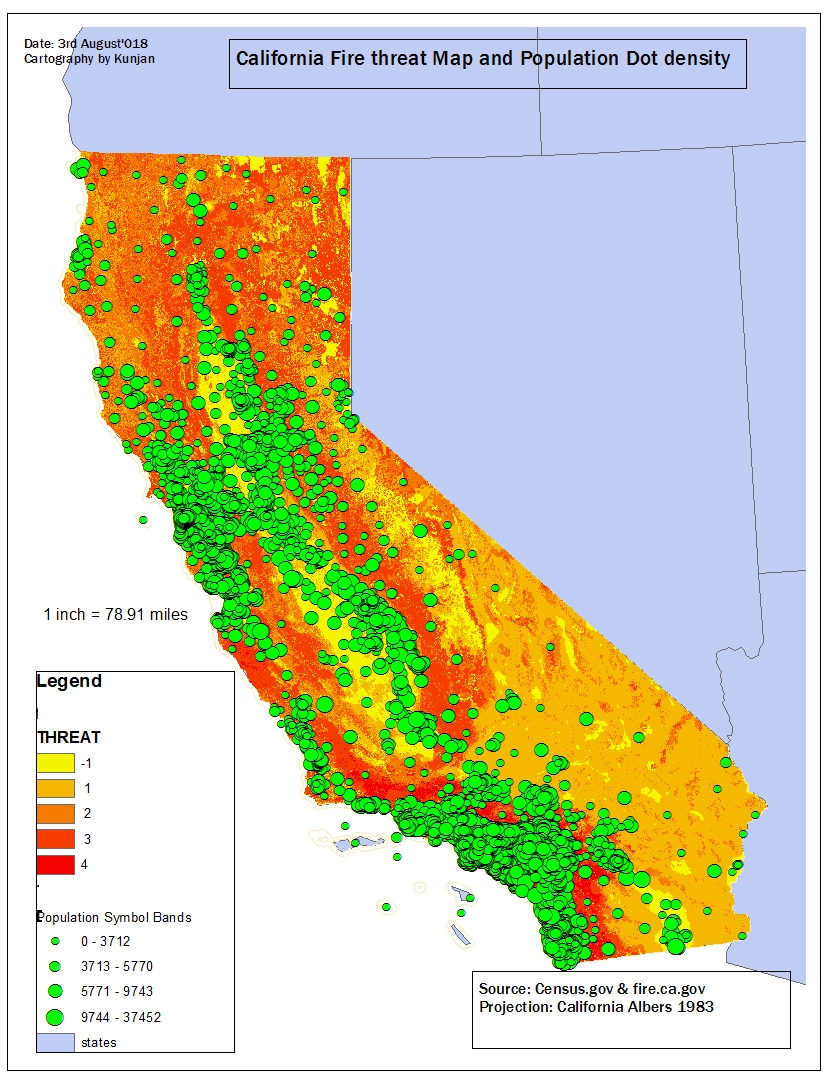 Date: 3rd August'018
Cartography by Kunjan
California Fire threat Map and Population Dot density
1 inch = 78.91 miles
Legend
THREAT
-1
1
2
3
4
Population Symbol Bands
0 - 3712
3713 - 5770
5771 - 9743
9744 - 37452
states
Source: Census.gov & fire.ca.gov
Projection: California Albers 1983